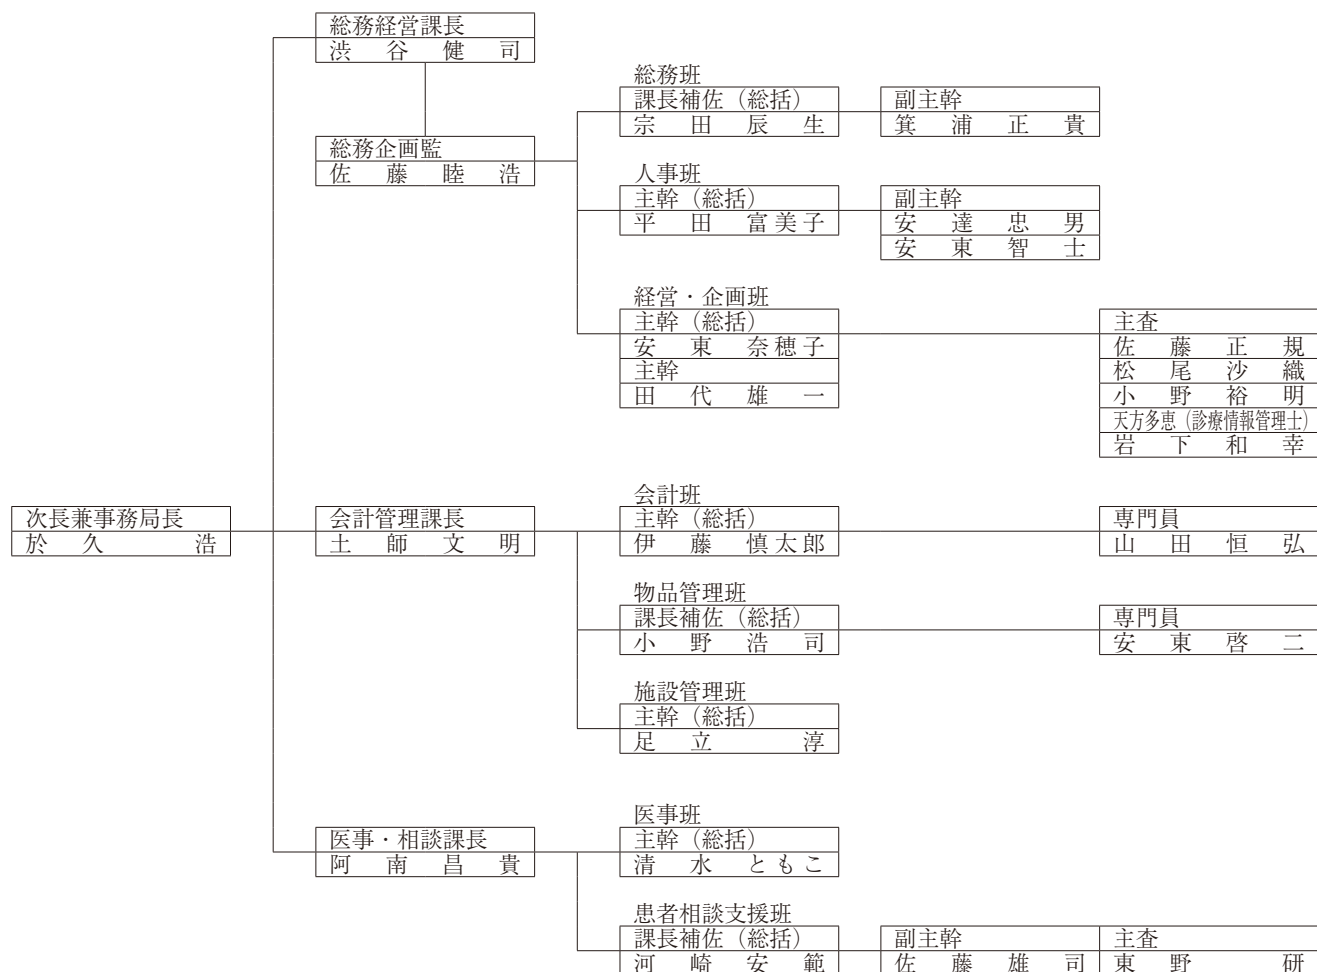 総務経営課長
渋谷健司
総務企画監
佐藤睦浩
総務班
課長補佐（総括）
宗田辰生
副主幹
箕浦正貴
人事班
主幹（総括）
平田富美子
副主幹
安達忠男
安東智士
経営・企画班
主幹（総括）
安東奈穂子
主幹
田代雄一
主査
佐藤正規
松尾沙織
小野裕明
天方多恵（診療情報管理士）
岩下和幸
次長兼事務局長
於久浩
会計管理課長
土師文明
会計班
主幹（総括）
伊藤慎太郎
専門員
山田恒弘
物品管理班
課長補佐（総括）
小野浩司
専門員
安東啓二
施設管理班
主幹（総括）
足立淳
医事・相談課長
阿南昌貴
医事班
主幹（総括）
清水ともこ
患者相談支援班
課長補佐（総括）
河崎安範
副主幹
佐藤雄司
主査
東野研